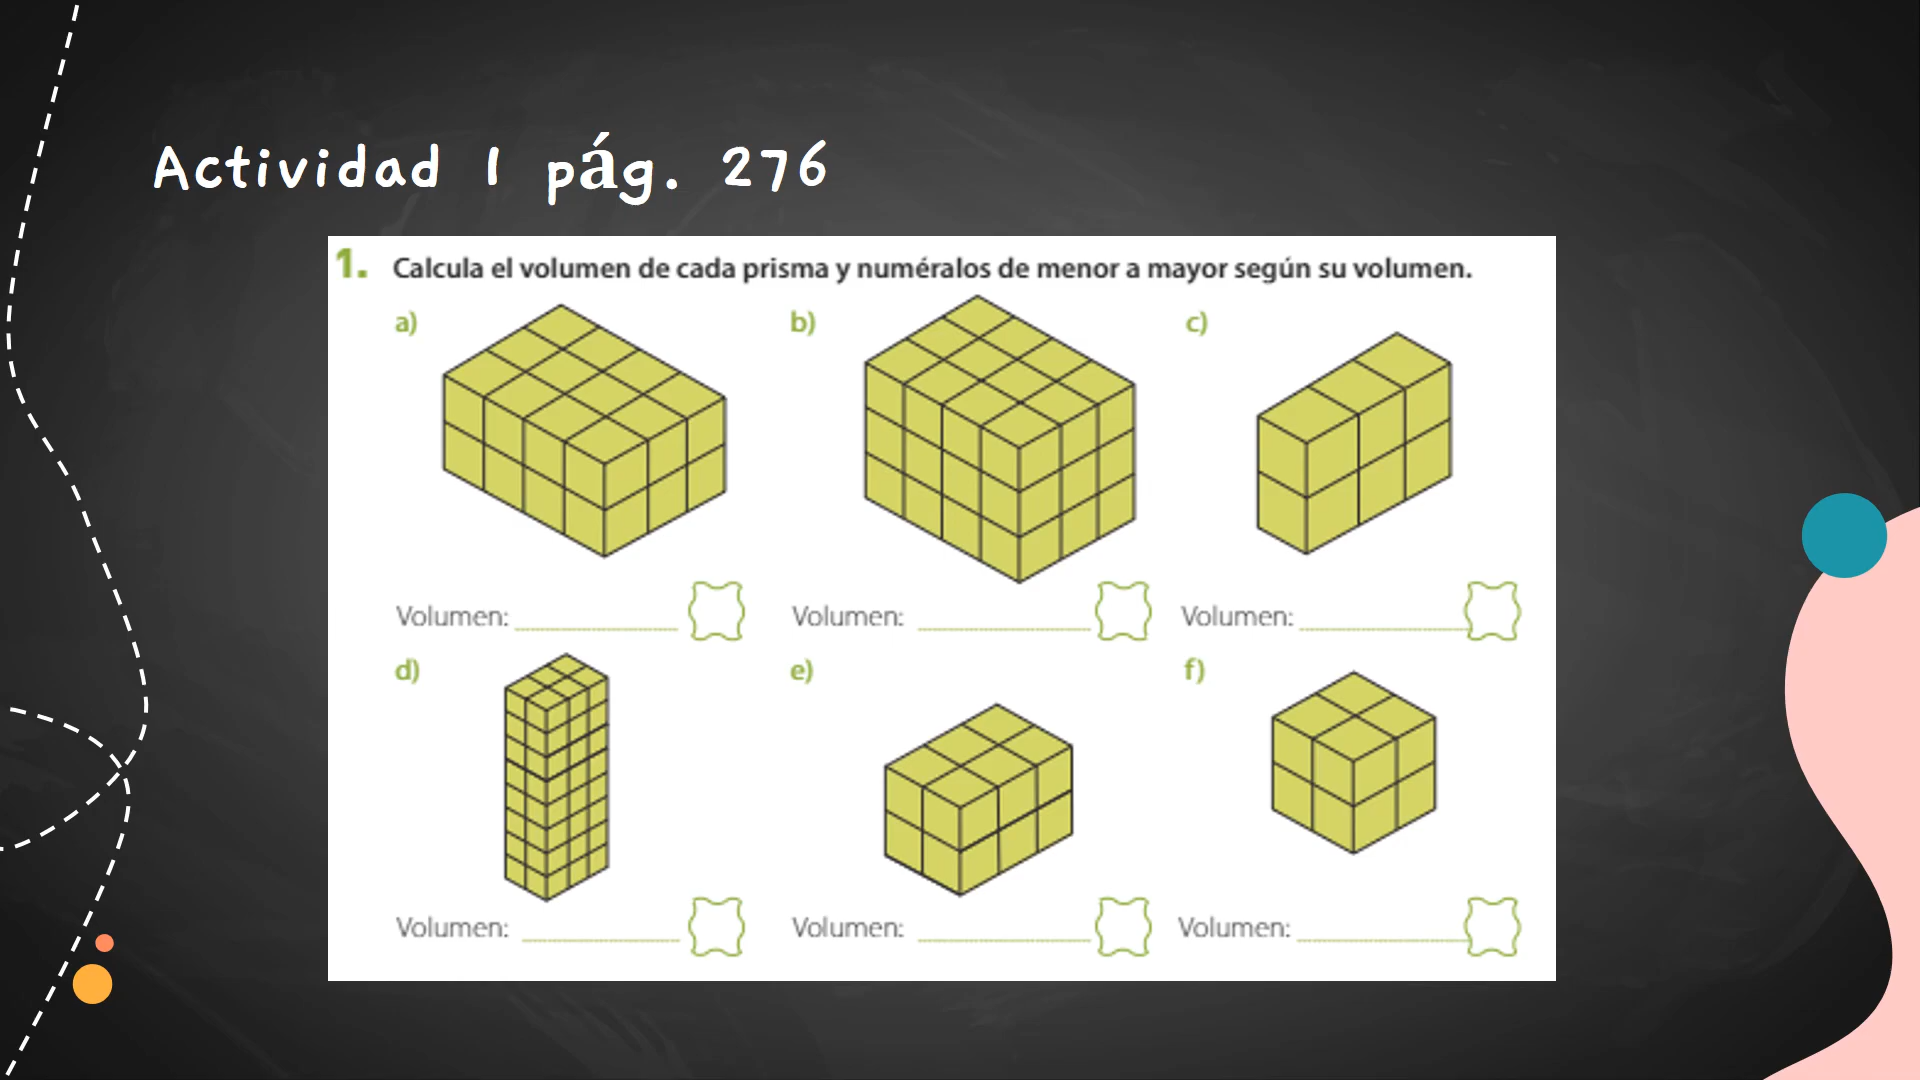 Actividad 1 pág. 276
1. Calcula el volumen de cada prisma y numéralos de menor a mayor según su volumen.
a) b) c)
Volumen: Volumen: Volumen:
d) e) f)
Volumen: Volumen: Volumen: